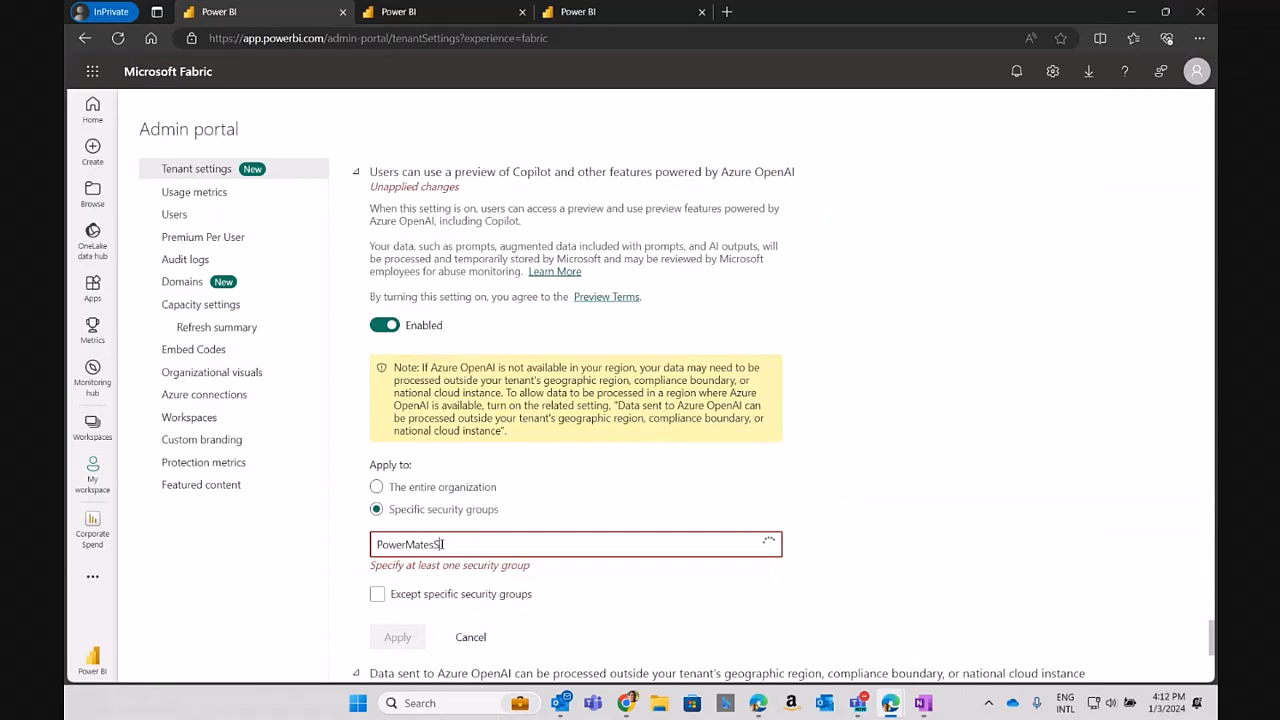 InPrivate
Power BI
Power BI
Power BI
https://app.powerbi.com/admin-portal/tenantSettings?experience=fabric
Microsoft Fabric
Home
Create
Browse
OneLake
data hub
Apps
Metrics
Monitoring
hub
Workspaces
My
workspace
Corporate
Spend
Power BI
Admin portal
Tenant settings New
Usage metrics
Users
Premium Per User
Audit logs
Domains New
Capacity settings
Refresh summary
Embed Codes
Organizational visuals
Azure connections
Workspaces
Custom branding
Protection metrics
Featured content
Users can use a preview of Copilot and other features powered by Azure OpenAI
Unapplied changes
When this setting is on, users can access a preview and use preview features powered by
Azure OpenAI, including Copilot.
Your data, such as prompts, augmented data included with prompts, and AI outputs, will
be processed and temporarily stored by Microsoft and may be reviewed by Microsoft
employees for abuse monitoring. Learn More
By turning this setting on, you agree to the Preview Terms.
Enabled
Note: If Azure OpenAI is not available in your region, your data may need to be
processed outside your tenant's geographic region, compliance boundary, or
national cloud instance. To allow data to be processed in a region where Azure
OpenAI is available, turn on the related setting, "Data sent to Azure OpenAI can
be processed outside your tenant's geographic region, compliance boundary, or
national cloud instance".
Apply to:
The entire organization
Specific security groups
PowerMatesS
Specify at least one security group
Except specific security groups
Apply Cancel
Data sent to Azure OpenAI can be processed outside your tenant's geographic region, compliance boundary, or national cloud instance
Search
ENG
INTL
4:12 PM
1/3/2024